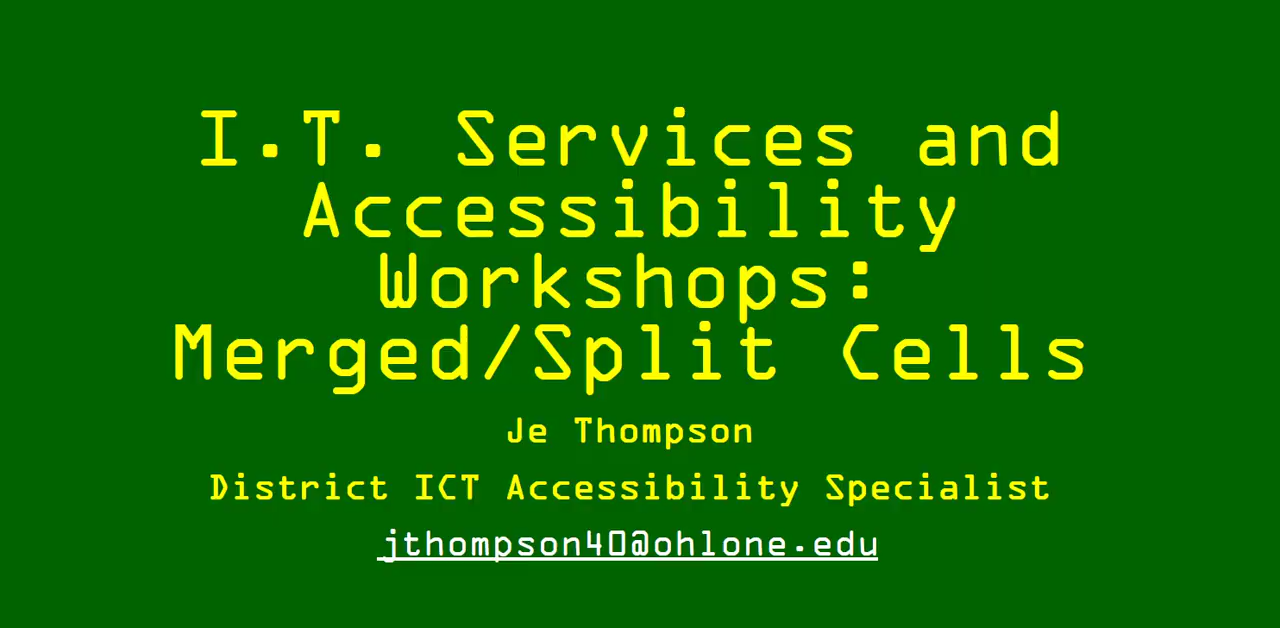 I.T. Services and
Accessibility
Workshops:
Merged/Split Cells
Je Thompson
District ICT Accessibility Specialist
jthompson40@ohlone.edu